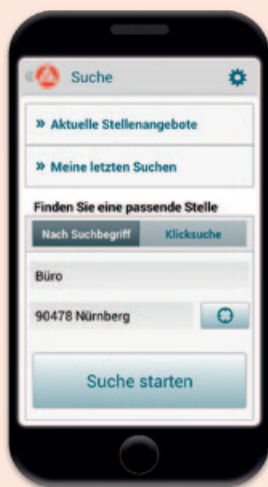 Suche
» Aktuelle Stellenangebote
» Meine letzten Suchen
Finden Sie eine passende Stelle
Nach Suchbegriff Klicksuche
Büro
90478 Nürnberg
Suche starten